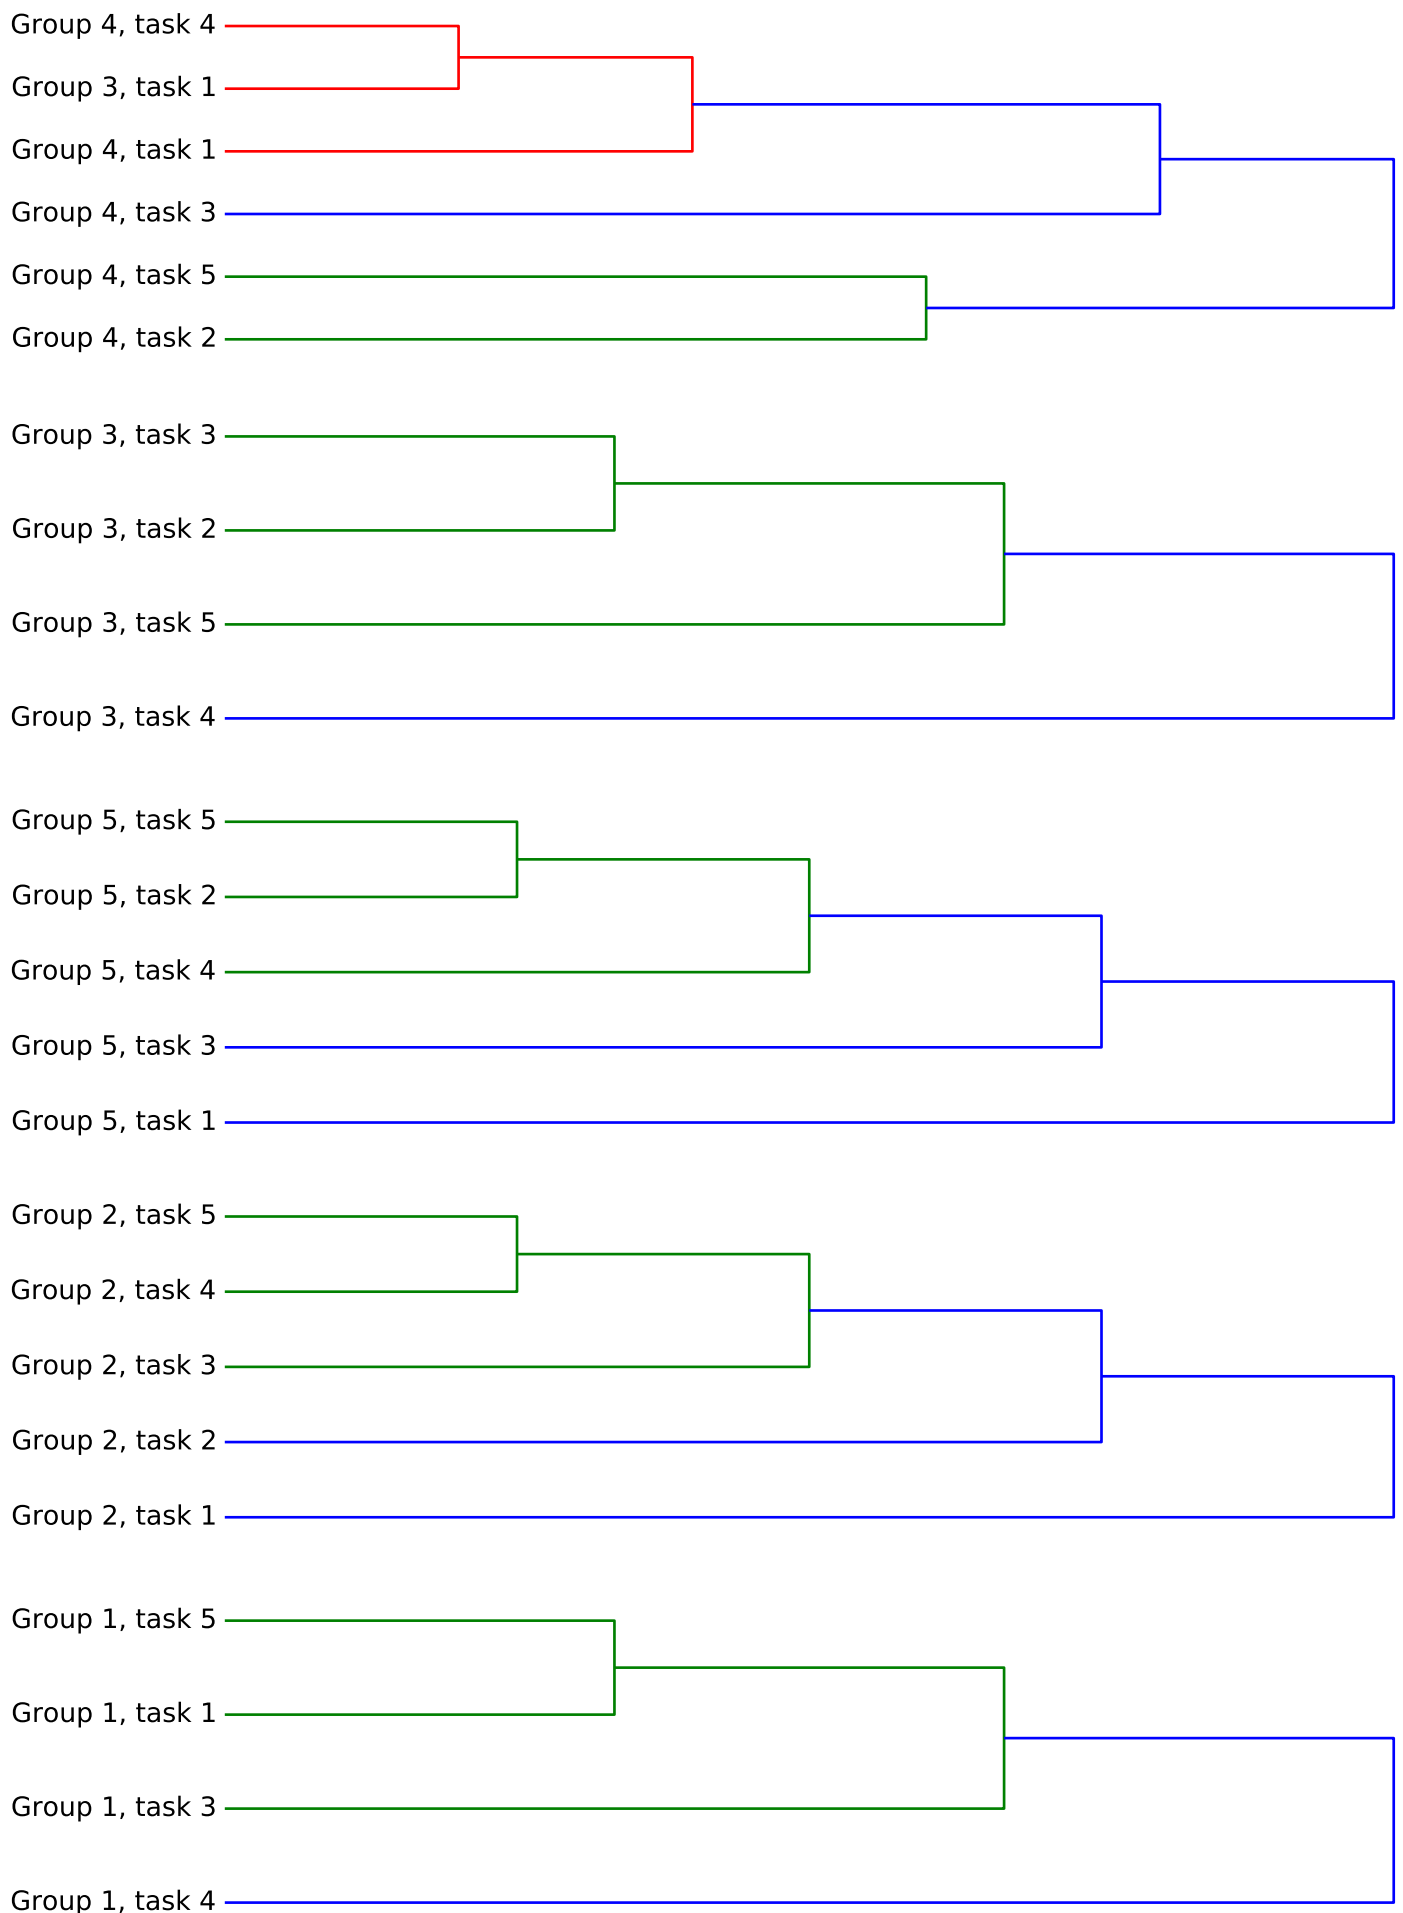 Group 4, task 4
Group 3, task 1
Group 4, task 1
Group 4, task 3
Group 4, task 5
Group 4, task 2
Group 3, task 3
Group 3, task 2
Group 3, task 5
Group 3, task 4
Group 5, task 5
Group 5, task 2
Group 5, task 4
Group 5, task 3
Group 5, task 1
Group 2, task 5
Group 2, task 4
Group 2, task 3
Group 2, task 2
Group 2, task 1
Group 1, task 5
Group 1, task 1
Group 1, task 3
Group 1, task 4